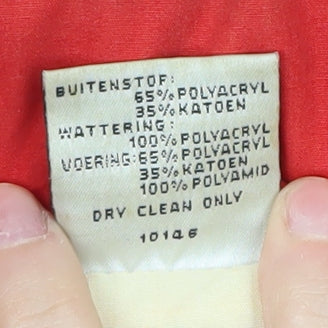 BUITENSTOF:
65% POLYACRYL
35% KATOEN
WATTERING:
100% POLYACRYL
VOERING: 65% POLYACRYL
35% KATOEN
100% POLYAMID
DRY CLEAN ONLY
10146